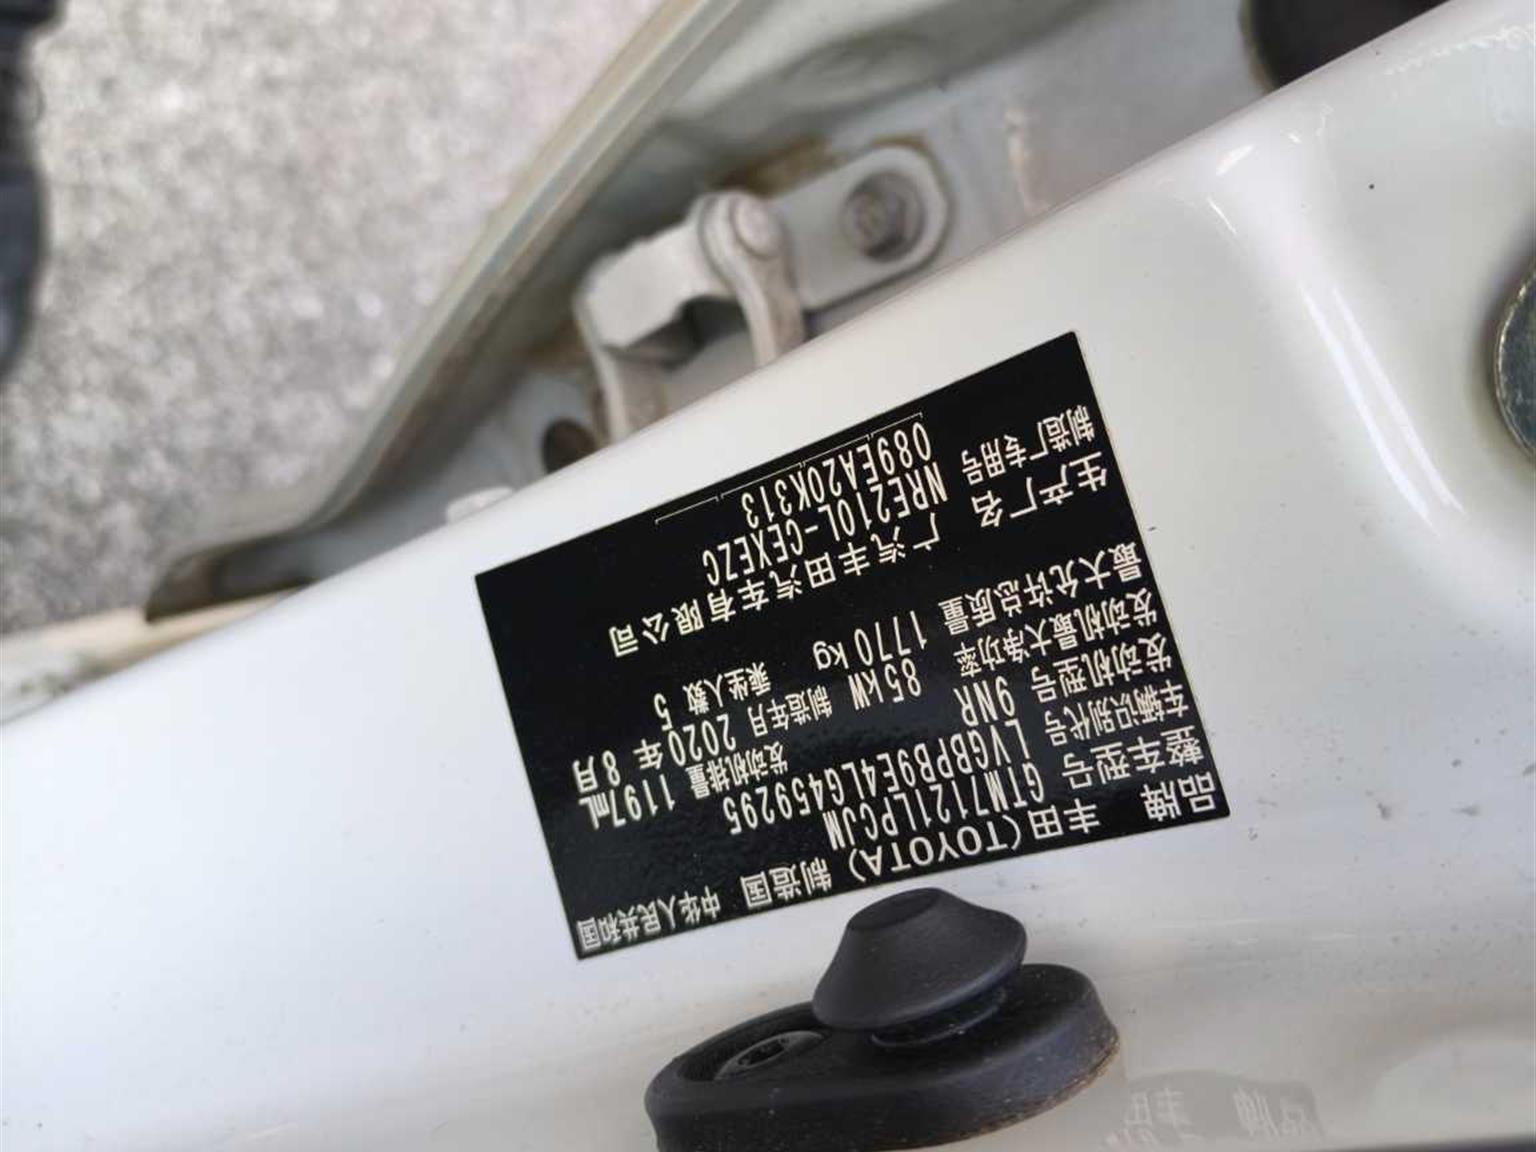 品牌 丰田(TOYOTA) 制造国 中华人民共和国
整车型号 GTM7121LPCJM
车辆识别代号 LVGBPB9E4LG459295
发动机型号 9NR 发动机排量 1197mL
发动机最大净功率 85kW 制造年月 2020年8月
最大允许总质量 1770kg 乘坐人数 5
生产厂名 广汽丰田汽车有限公司
制造厂专用号 NRE210L-GEXEZC
089EA20K313